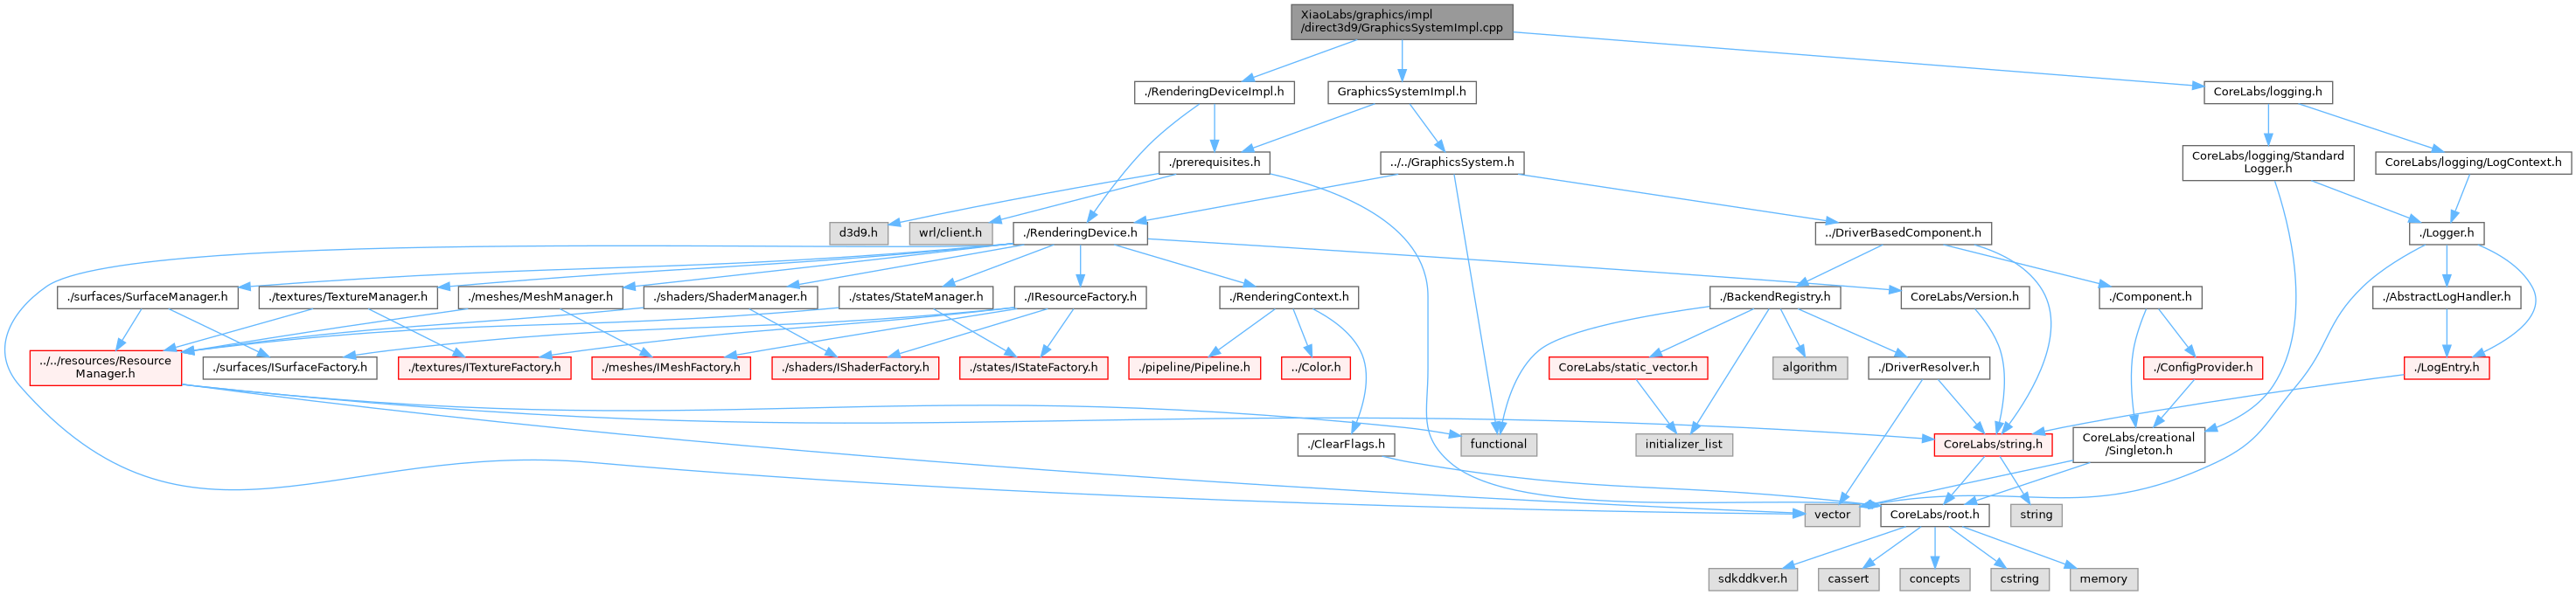 XiaoLabs/graphics/impl
/direct3d9/GraphicsSystemImpl.cpp
./RenderingDeviceImpl.h
GraphicsSystemImpl.h
CoreLabs/logging.h
./prerequisites.h
../../GraphicsSystem.h
CoreLabs/logging/Standard
Logger.h
CoreLabs/logging/LogContext.h
d3d9.h
wrl/client.h
./RenderingDevice.h
../DriverBasedComponent.h
./Logger.h
./surfaces/SurfaceManager.h
./textures/TextureManager.h
./meshes/MeshManager.h
./shaders/ShaderManager.h
./states/StateManager.h
./IResourceFactory.h
./RenderingContext.h
./BackendRegistry.h
CoreLabs/Version.h
./Component.h
./AbstractLogHandler.h
../../resources/Resource
Manager.h
./surfaces/ISurfaceFactory.h
./textures/ITextureFactory.h
./meshes/IMeshFactory.h
./shaders/IShaderFactory.h
./states/IStateFactory.h
./pipeline/Pipeline.h
../Color.h
CoreLabs/static_vector.h
algorithm
./DriverResolver.h
./ConfigProvider.h
./LogEntry.h
./ClearFlags.h
functional
initializer_list
CoreLabs/string.h
CoreLabs/creational
/Singleton.h
vector
CoreLabs/root.h
string
sdkddkver.h
cassert
concepts
cstring
memory